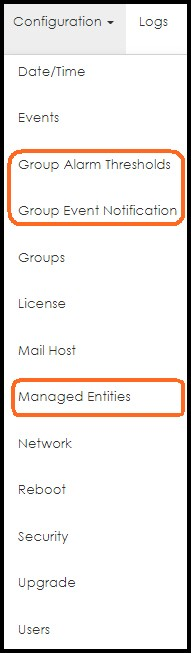 Configuration Logs
Date/Time
Events
Group Alarm Thresholds
Group Event Notification
Groups
License
Mail Host
Managed Entities
Network
Reboot
Security
Upgrade
Users